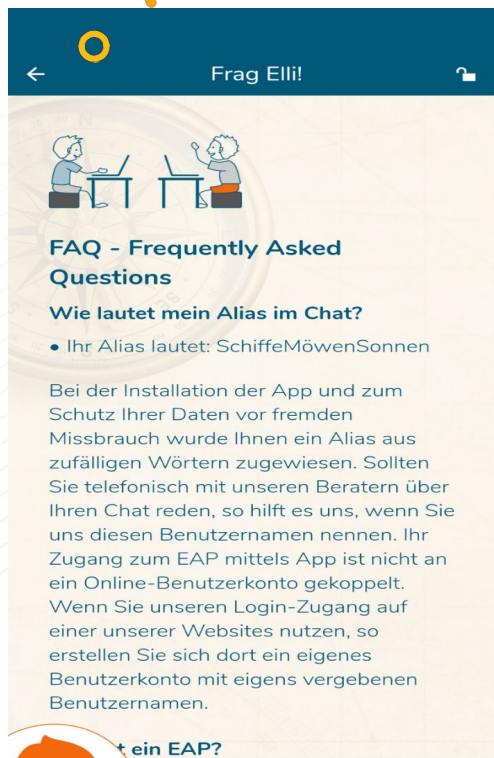 Frag Elli!
FAQ - Frequently Asked
Questions
Wie lautet mein Alias im Chat?
• Ihr Alias lautet: SchiffeMöwenSonnen
Bei der Installation der App und zum
Schutz Ihrer Daten vor fremden
Missbrauch wurde Ihnen ein Alias aus
zufälligen Wörtern zugewiesen. Sollten
Sie telefonisch mit unseren Beratern über
Ihren Chat reden, so hilft es uns, wenn Sie
uns diesen Benutzernamen nennen. Ihr
Zugang zum EAP mittels App ist nicht an
ein Online-Benutzerkonto gekoppelt.
Wenn Sie unseren Login-Zugang auf
einer unserer Websites nutzen, so
erstellen Sie sich dort ein eigenes
Benutzerkonto mit eigens vergebenen
Benutzernamen.
ein EAP?